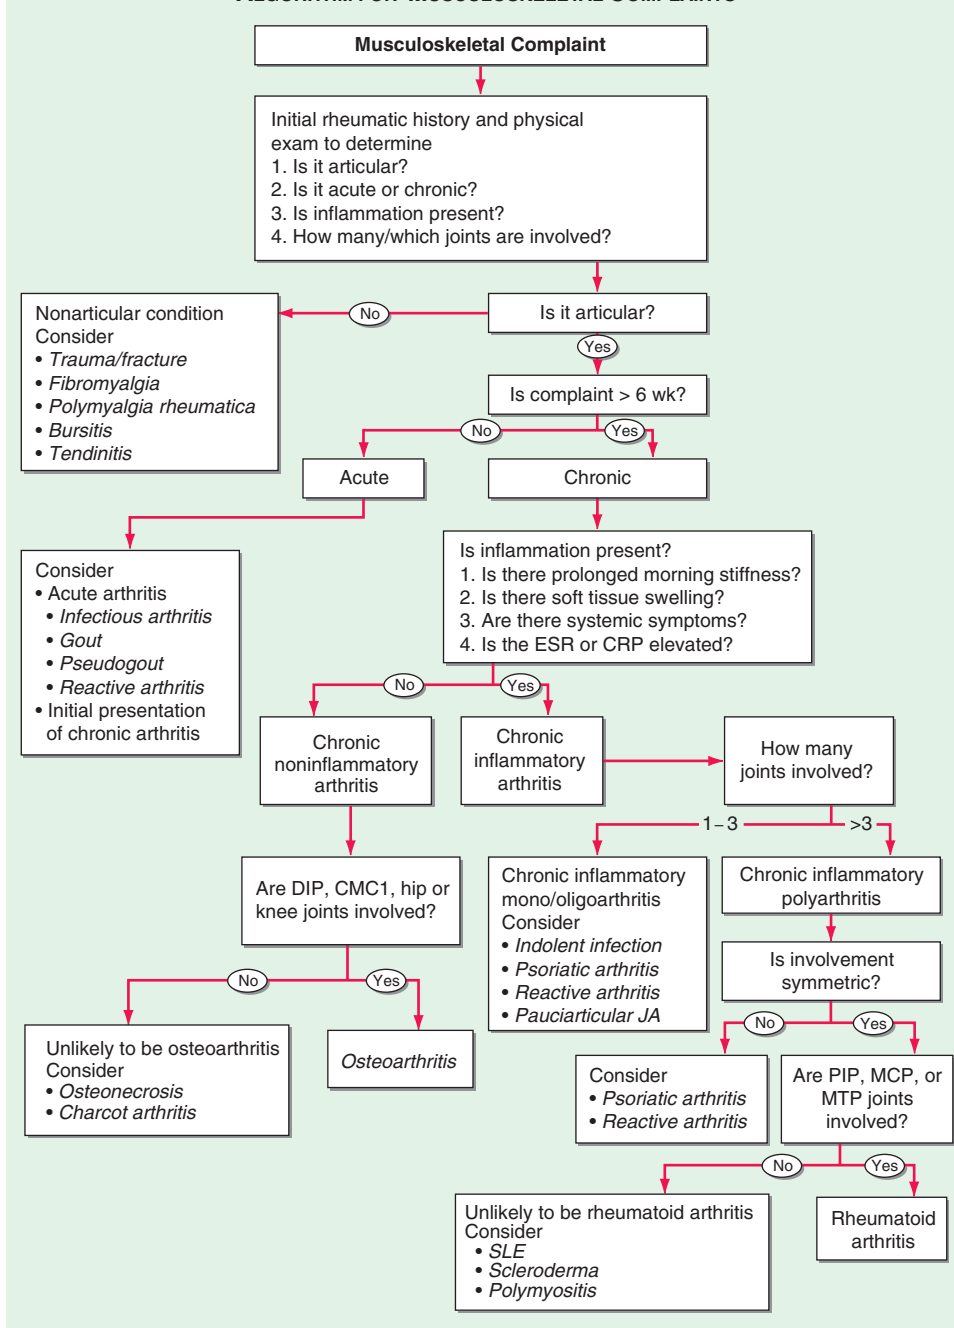 ALGORITHM FOR MUSCULOSKELETAL COMPLAINTS
Musculoskeletal Complaint
Initial rheumatic history and physical
exam to determine
1. Is it articular?
2. Is it acute or chronic?
3. Is inflammation present?
4. How many/which joints are involved?
Is it articular?
No
Nonarticular condition
Consider
• Trauma/fracture
• Fibromyalgia
• Polymyalgia rheumatica
• Bursitis
• Tendinitis
Yes
Is complaint > 6 wk?
No
Yes
Acute
Chronic
Consider
• Acute arthritis
• Infectious arthritis
• Gout
• Pseudogout
• Reactive arthritis
• Initial presentation
of chronic arthritis
Is inflammation present?
1. Is there prolonged morning stiffness?
2. Is there soft tissue swelling?
3. Are there systemic symptoms?
4. Is the ESR or CRP elevated?
No
Yes
Chronic
noninflammatory
arthritis
Chronic
inflammatory
arthritis
How many
joints involved?
1–3
>3
Are DIP, CMC1, hip or
knee joints involved?
Chronic inflammatory
mono/oligoarthritis
Consider
• Indolent infection
• Psoriatic arthritis
• Reactive arthritis
• Pauciarticular JA
Chronic inflammatory
polyarthritis
Is involvement
symmetric?
No
Yes
Unlikely to be osteoarthritis
Consider
• Osteonecrosis
• Charcot arthritis
Osteoarthritis
No
Yes
Consider
• Psoriatic arthritis
• Reactive arthritis
Are PIP, MCP, or
MTP joints
involved?
No
Yes
Unlikely to be rheumatoid arthritis
Consider
• SLE
• Scleroderma
• Polymyositis
Rheumatoid
arthritis